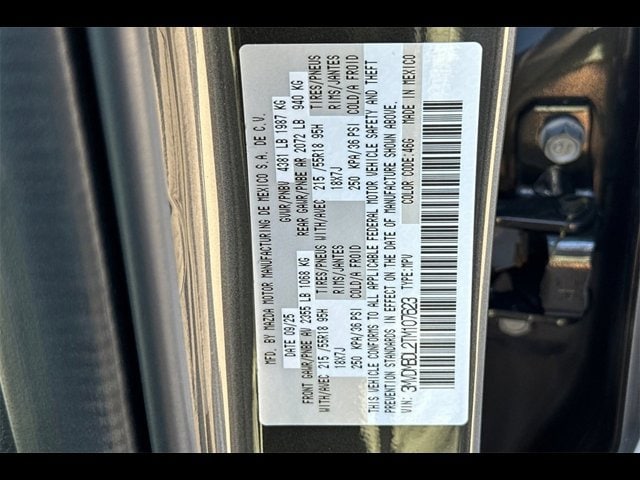 MFD. BY MAZDA MOTOR MANUFACTURING DE MEXICO S.A. DE C.V.
DATE 09/25 GVWR/PNBV 4381 LB 1987 KG
FRONT GAWR/PNBE AV 2355 LB 1068 KG REAR GAWR/PNBE AR 2072 LB 940 KG
WITH/AVEC 215 /55R18 95H TIRES/PNEUS WITH/AVEC 215 /55R18 95H TIRES/PNEUS
18X7J RIMS/JANTES 18X7J RIMS/JANTES
250 KPA/36 PSI COLD/A FROID 250 KPA/36 PSI COLD/A FROID
THIS VEHICLE CONFORMS TO ALL APPLICABLE FEDERAL MOTOR VEHICLE SAFETY AND THEFT
PREVENTION STANDARDS IN EFFECT ON THE DATE OF MANUFACTURE SHOWN ABOVE.
VIN: 3MVDMBDL2TM107623 TYPE:MPV COLOR CODE:46G MADE IN MEXICO